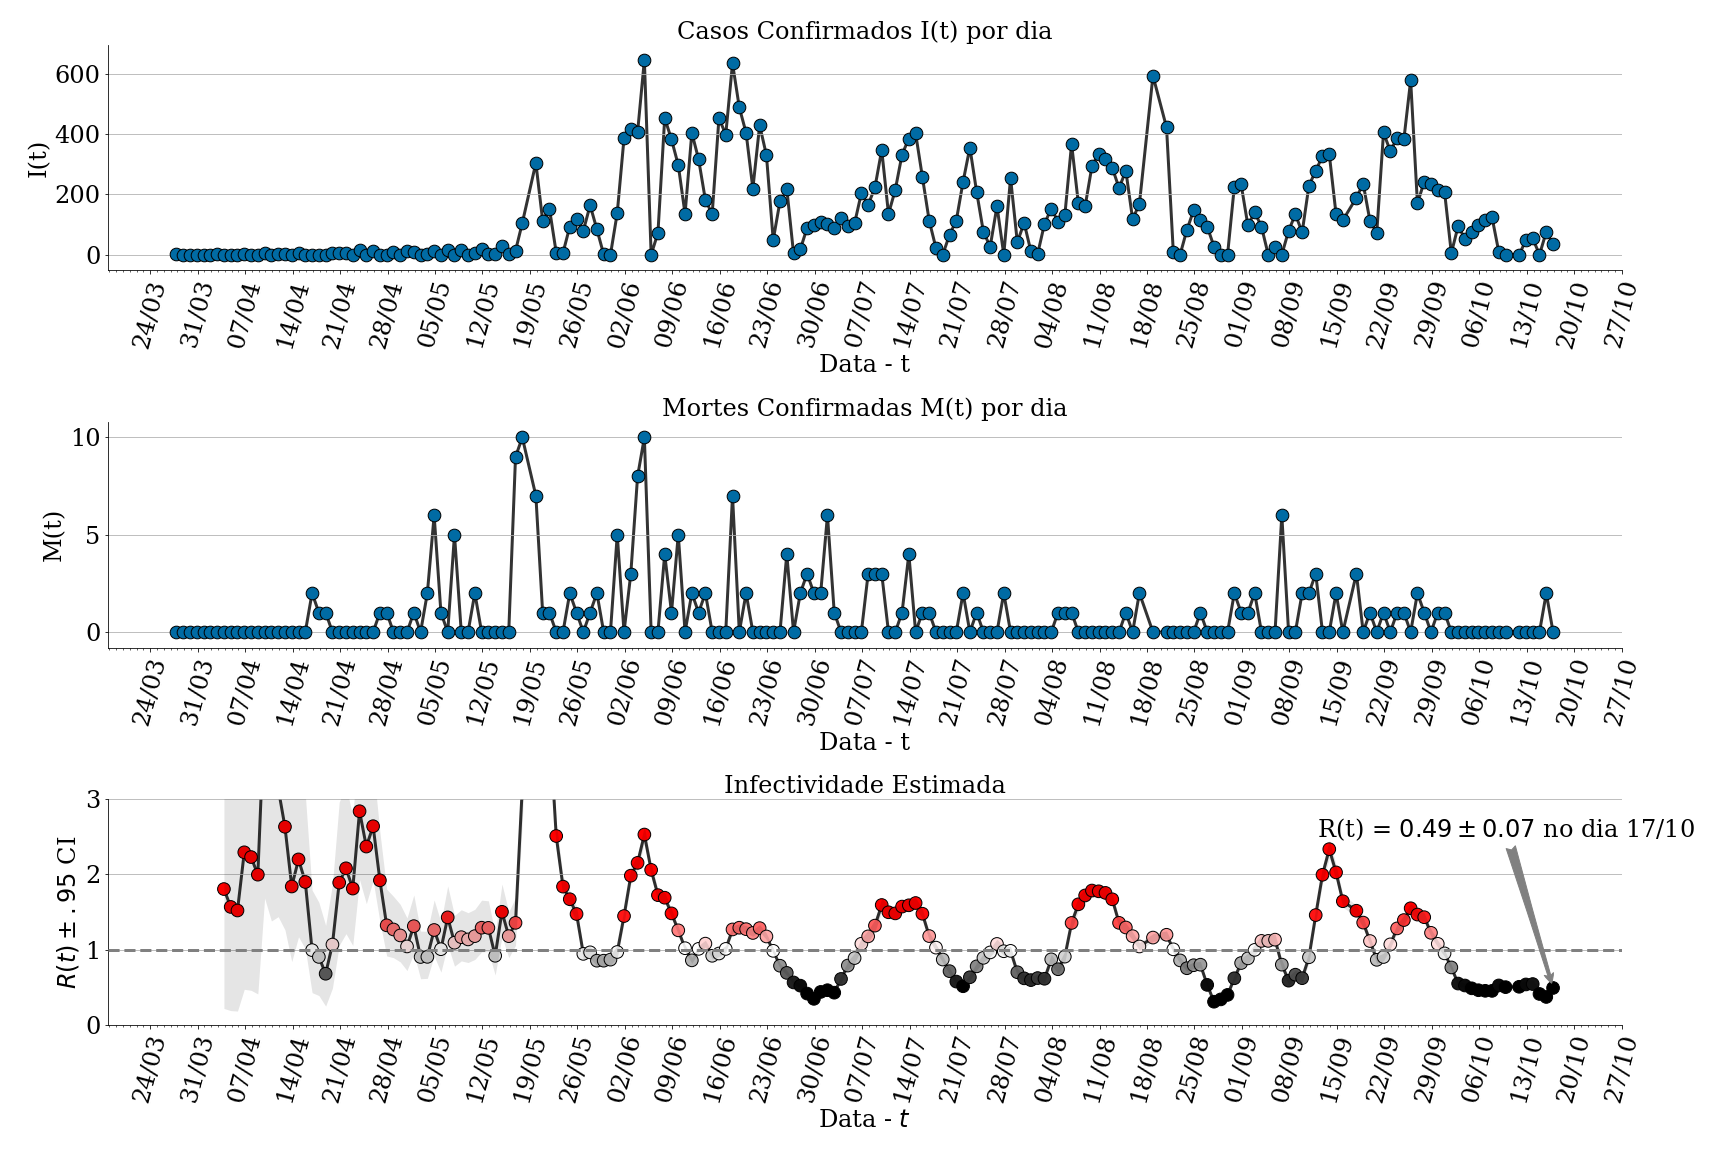 Casos Confirmados I(t) por dia
600
400
200
0
I(t)
24/03 31/03 07/04 14/04 21/04 28/04 05/05 12/05 19/05 26/05 02/06 09/06 16/06 23/06 30/06 07/07 14/07 21/07 28/07 04/08 11/08 18/08 25/08 01/09 08/09 15/09 22/09 29/09 06/10 13/10 20/10 27/10
Data - t
Mortes Confirmadas M(t) por dia
10
5
0
M(t)
24/03 31/03 07/04 14/04 21/04 28/04 05/05 12/05 19/05 26/05 02/06 09/06 16/06 23/06 30/06 07/07 14/07 21/07 28/07 04/08 11/08 18/08 25/08 01/09 08/09 15/09 22/09 29/09 06/10 13/10 20/10 27/10
Data - t
Infectividade Estimada
3
2
1
0
R(t) ± .95 CI
R(t) = 0.49 ± 0.07 no dia 17/10
24/03 31/03 07/04 14/04 21/04 28/04 05/05 12/05 19/05 26/05 02/06 09/06 16/06 23/06 30/06 07/07 14/07 21/07 28/07 04/08 11/08 18/08 25/08 01/09 08/09 15/09 22/09 29/09 06/10 13/10 20/10 27/10
Data - t